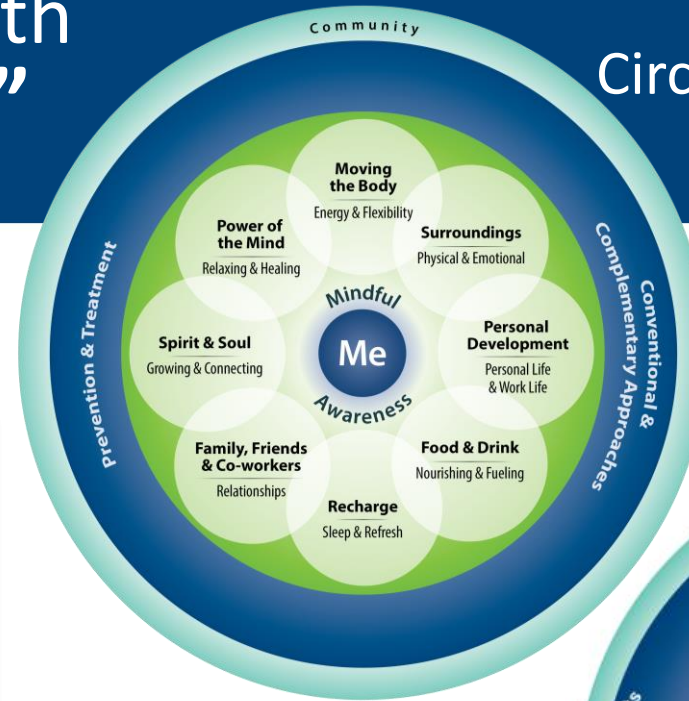 th
”
Circ
Community
Prevention & Treatment
Conventional &
Complementary Approaches
Moving
the Body
Energy & Flexibility
Surroundings
Physical & Emotional
Personal
Development
Personal Life
& Work Life
Food & Drink
Nourishing & Fueling
Recharge
Sleep & Refresh
Family, Friends
& Co-workers
Relationships
Spirit & Soul
Growing & Connecting
Power of
the Mind
Relaxing & Healing
Mindful
Me
Awareness
s